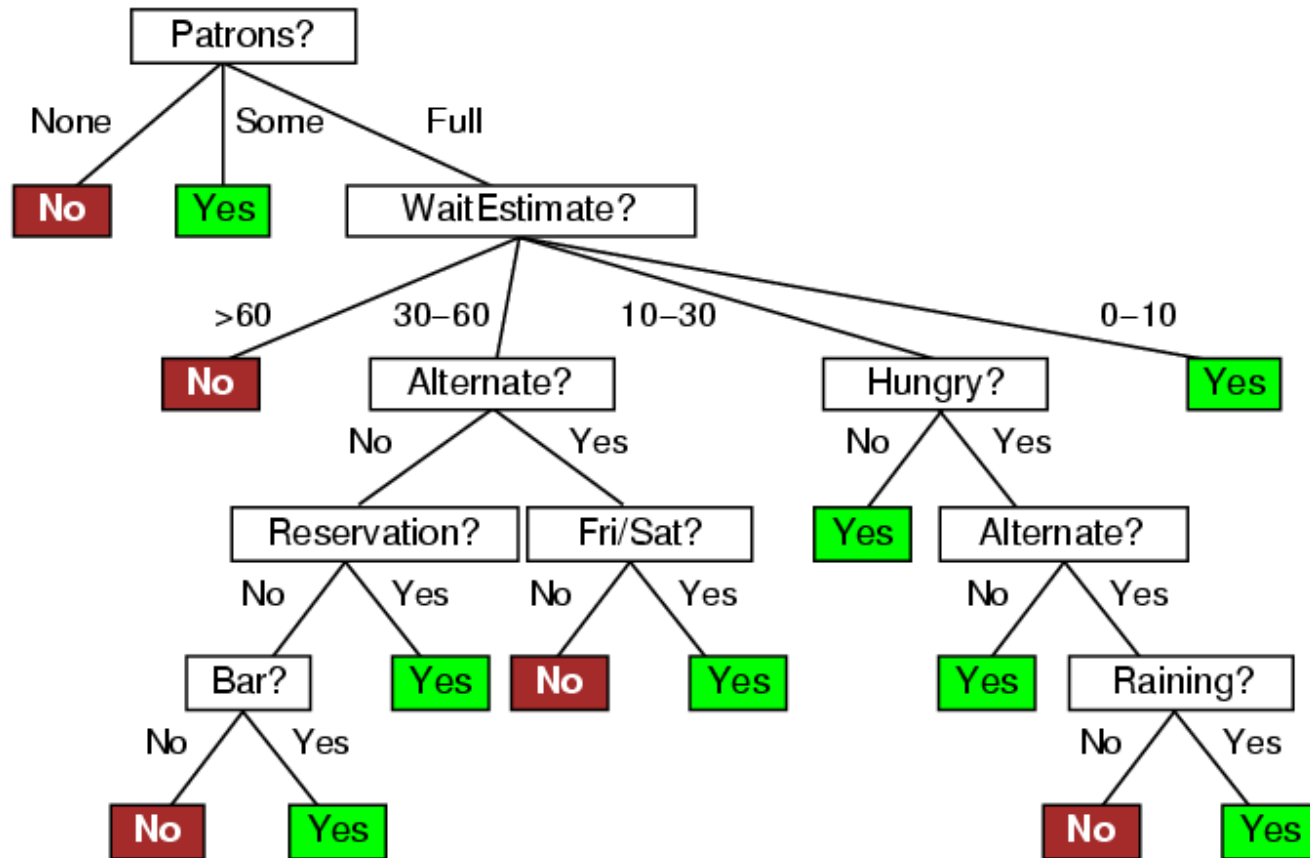 Patrons?
None Some Full
No Yes WaitEstimate?
>60 30–60 10–30 0–10
No Alternate? Hungry? Yes
No Yes No Yes
Reservation? Fri/Sat? Yes Alternate?
No Yes No Yes No Yes
Bar? Yes No Yes Yes Raining?
No Yes No Yes
No Yes No Yes